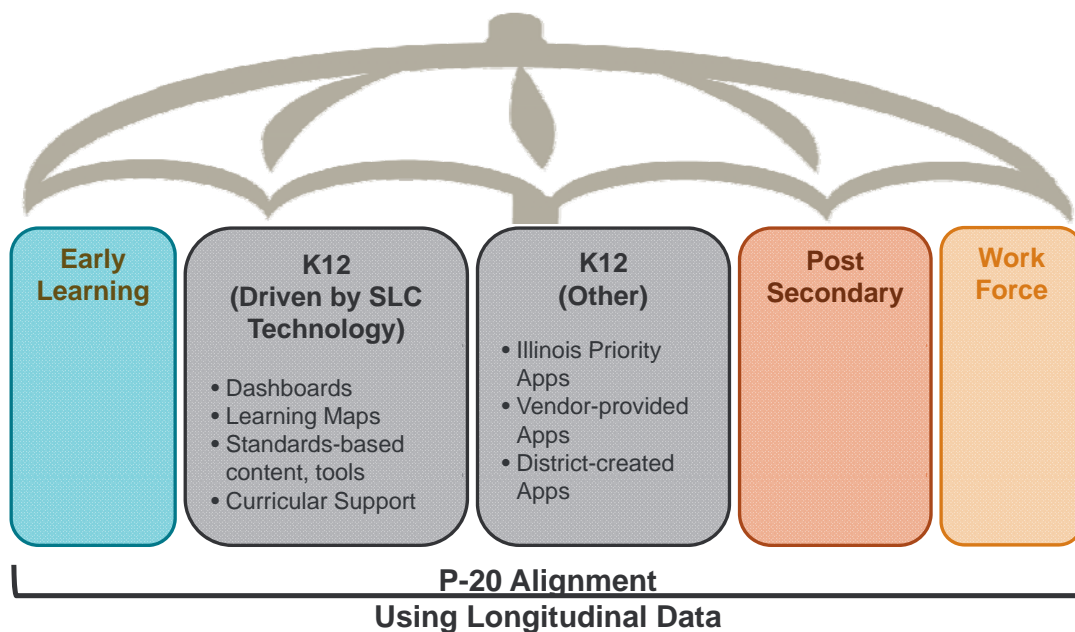 Early
Learning
K12
(Driven by SLC
Technology)
• Dashboards
• Learning Maps
• Standards-based
content, tools
• Curricular Support
K12
(Other)
• Illinois Priority
Apps
• Vendor-provided
Apps
• District-created
Apps
Post
Secondary
Work
Force
P-20 Alignment
Using Longitudinal Data